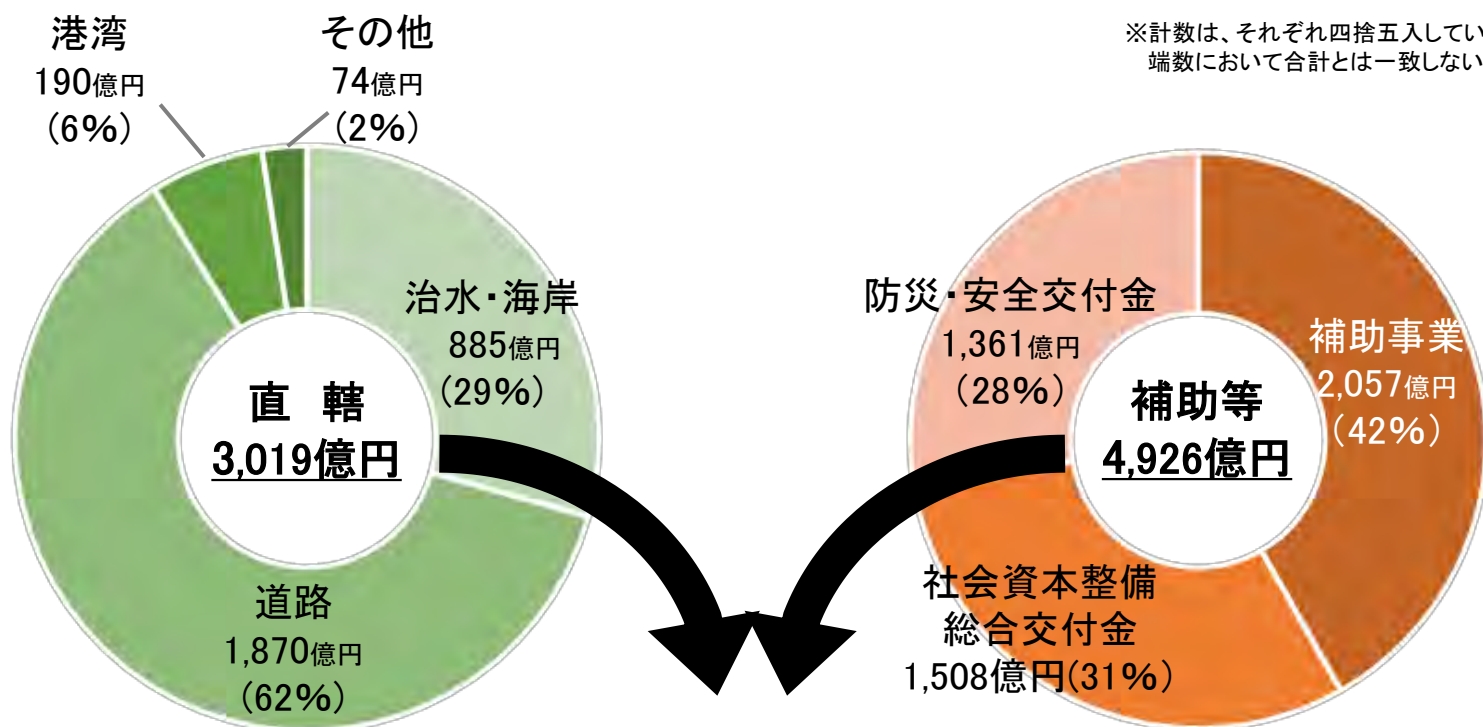 港湾
190億円
(6%)
その他
74億円
(2%)
※計数は、それぞれ四捨五入してい
端数において合計とは一致しない
治水・海岸
885億円
(29%)
直 轄
3,019億円
道路
1,870億円
(62%)
防災・安全交付金
1,361億円
(28%)
補助等
4,926億円
補助事業
2,057億円
(42%)
社会資本整備
総合交付金
1,508億円(31%)